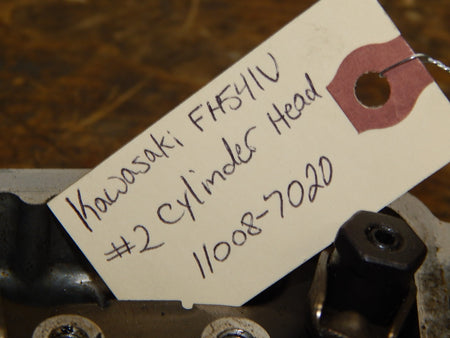 Kawasaki FH541V
#2 Cylinder Head
11008-7020